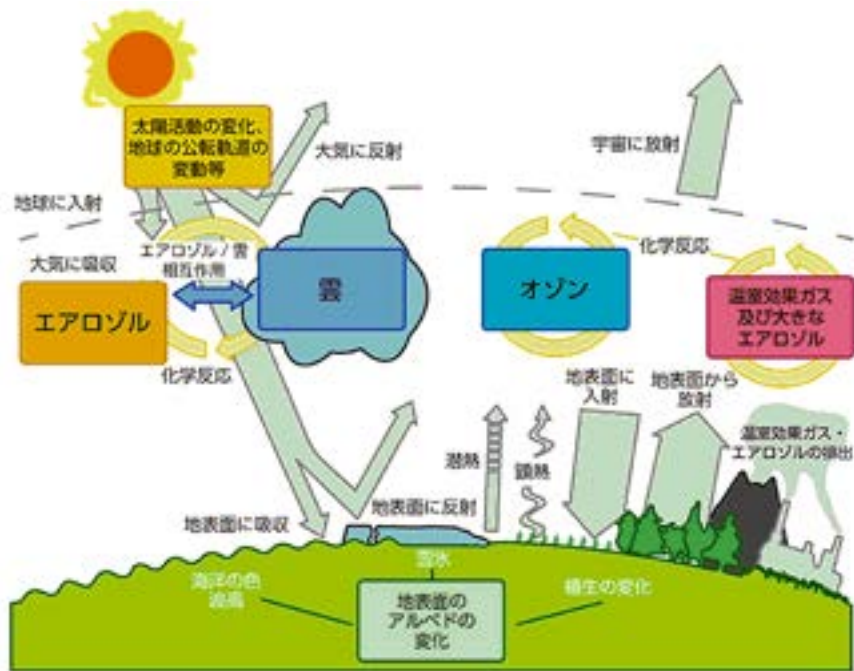 太陽活動の変化、
地球の公転軌道の
変動等
大気に反射
宇宙に放射
地球に入射
エアロゾル / 雲
相互作用
大気に吸収
化学反応
雲
オゾン
エアロゾル
温室効果ガス
及び大きな
エアロゾル
化学反応
地表面に
入射
地表面から
放射
温室効果ガス・
エアロゾルの排出
潜熱
顕熱
地表面に反射
地表面に吸収
雪氷
海洋の色
波高
植生の変化
地表面の
アルベドの
変化